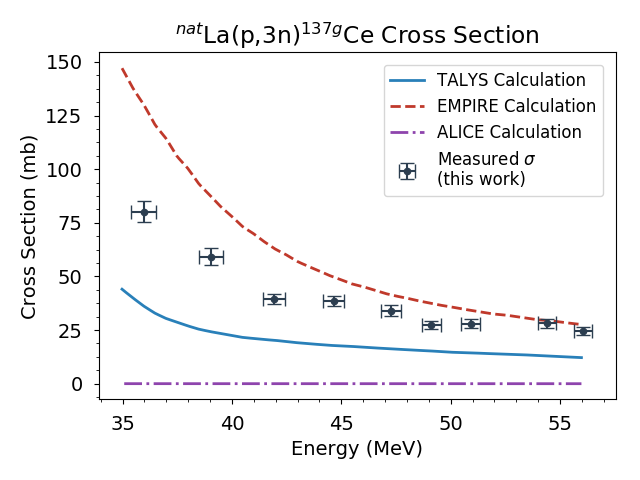 ⁿᵃᵗLa(p,3n)¹³⁷ᵍCe Cross Section
150
125
100
75
50
25
0
Cross Section (mb)
35
40
45
50
55
Energy (MeV)
TALYS Calculation
EMPIRE Calculation
ALICE Calculation
Measured σ
(this work)